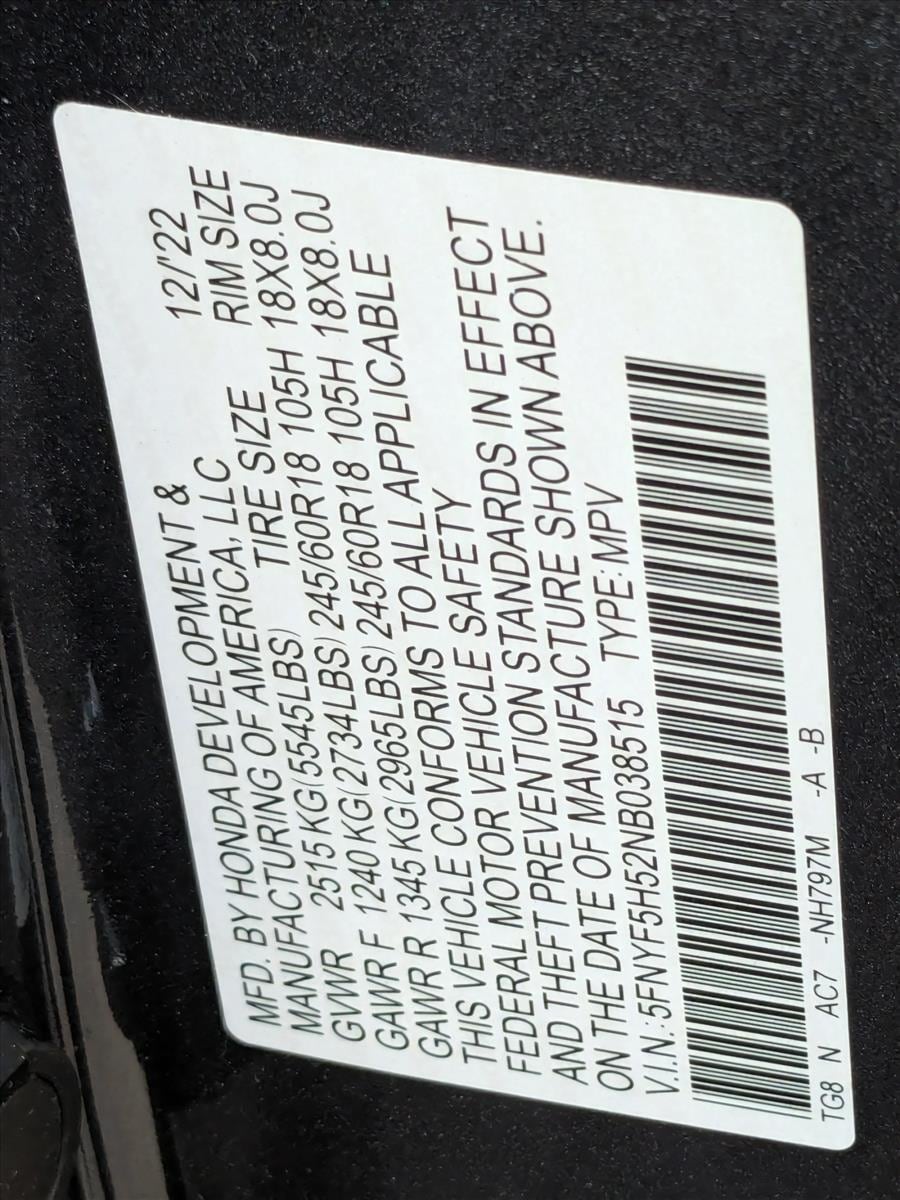 MFD. BY HONDA DEVELOPMENT & 12/'22
MANUFACTURING OF AMERICA, LLC
TIRE SIZE RIM SIZE
GVWR 2515 KG (5545LBS)
GAWR F 1240 KG (2734LBS) 245/60R18 105H 18X8.0J
GAWR R 1345 KG (2965LBS) 245/60R18 105H 18X8.0J
THIS VEHICLE CONFORMS TO ALL APPLICABLE
FEDERAL MOTOR VEHICLE SAFETY
AND THEFT PREVENTION STANDARDS IN EFFECT
ON THE DATE OF MANUFACTURE SHOWN ABOVE.
V.I.N.:5FNYF5H52NB038515 TYPE:MPV
TG8 N AC7 -NH797M -A -B